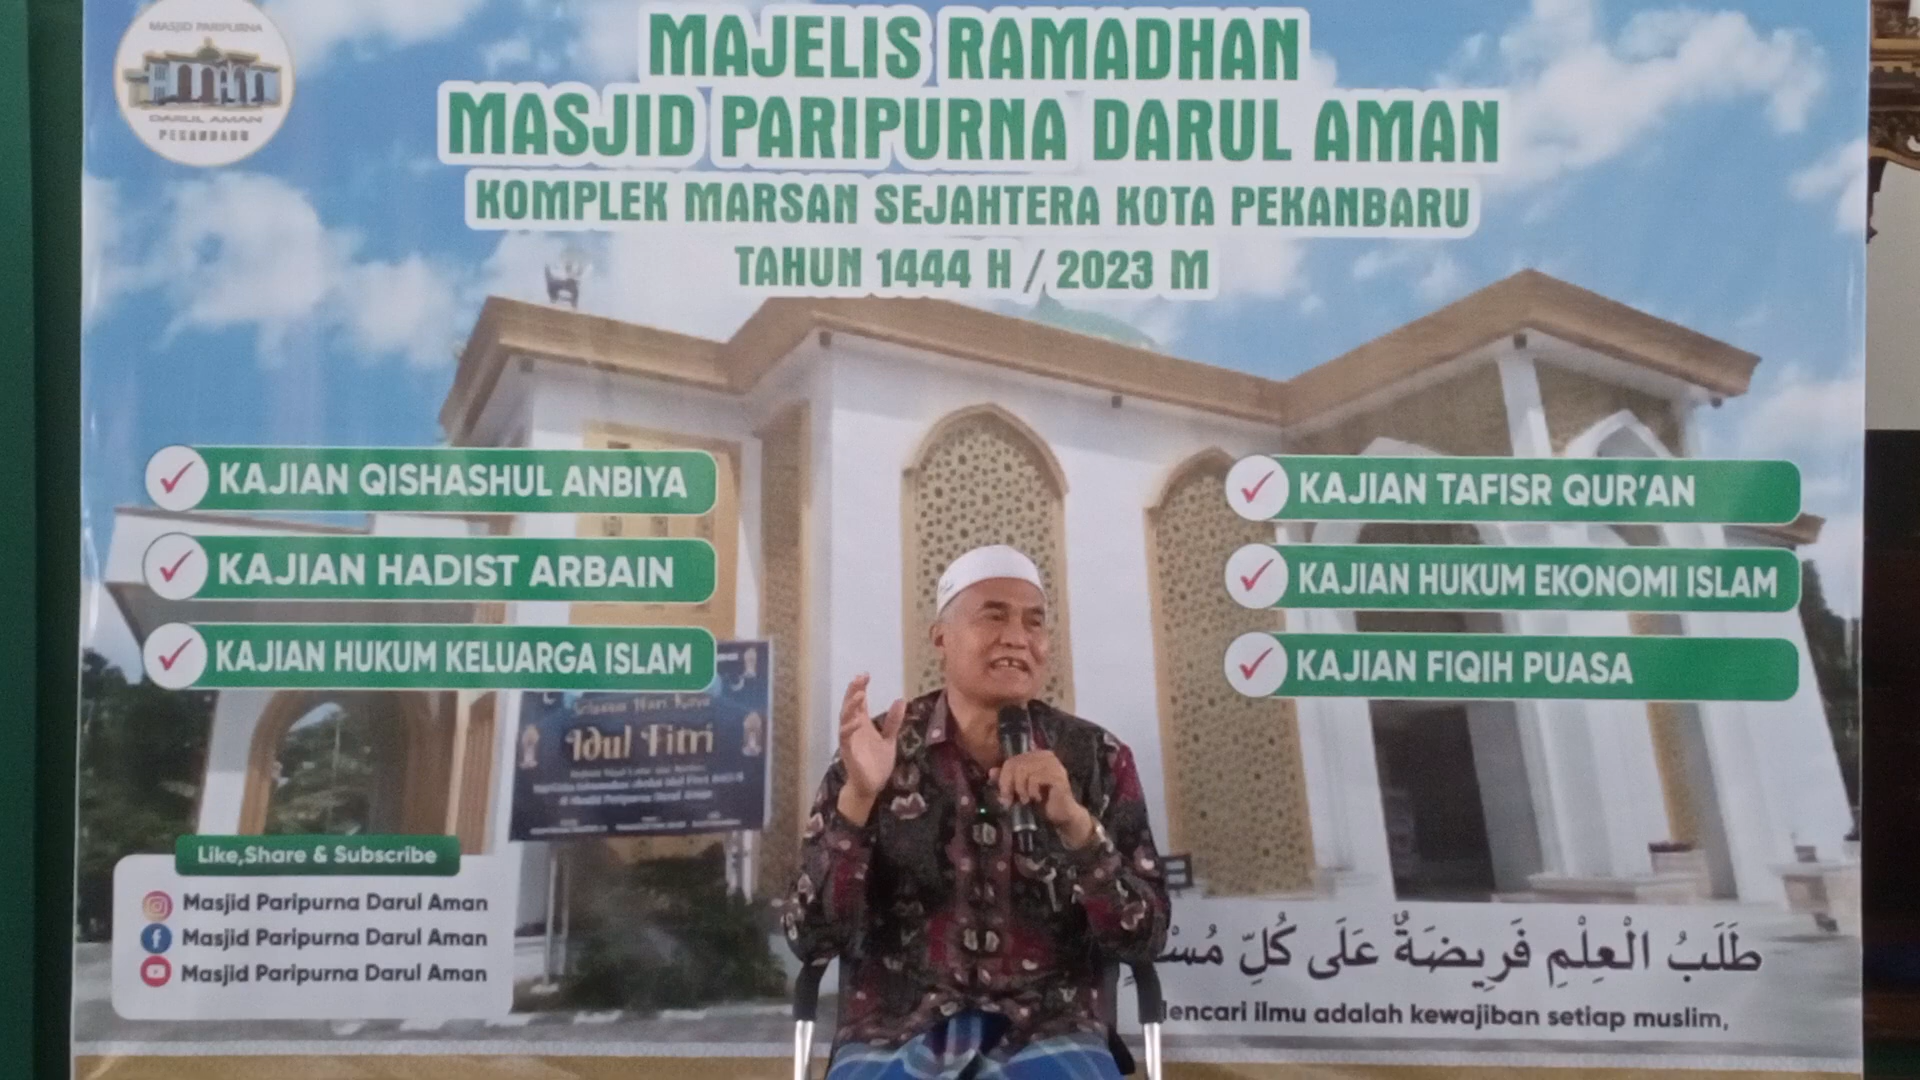 MASJID PARIPURNA
DARUL AMAN
PEKANBARU
MAJELIS RAMADHAN
MASJID PARIPURNA DARUL AMAN
KOMPLEK MARSAN SEJAHTERA KOTA PEKANBARU
TAHUN 1444 H / 2023 M
KAJIAN QISHASHUL ANBIYA
KAJIAN HADIST ARBAIN
KAJIAN HUKUM KELUARGA ISLAM
KAJIAN TAFISR QUR'AN
KAJIAN HUKUM EKONOMI ISLAM
KAJIAN FIQIH PUASA
Selamat Hari Raya
Idul Fitri
Like,Share & Subscribe
Masjid Paripurna Darul Aman
Masjid Paripurna Darul Aman
Masjid Paripurna Darul Aman
طَلَبُ الْعِلْمِ فَرِيضَةٌ عَلَى كُلِّ
encari ilmu adalah kewajiban setiap muslim,